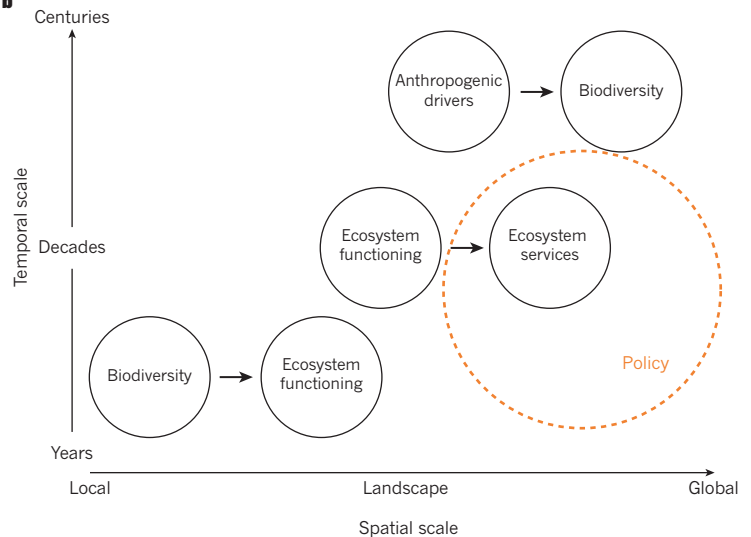 b
Centuries
Anthropogenic
drivers
Biodiversity
Temporal scale
Decades
Ecosystem
functioning
Ecosystem
services
Biodiversity
Ecosystem
functioning
Policy
Years
Local
Landscape
Global
Spatial scale